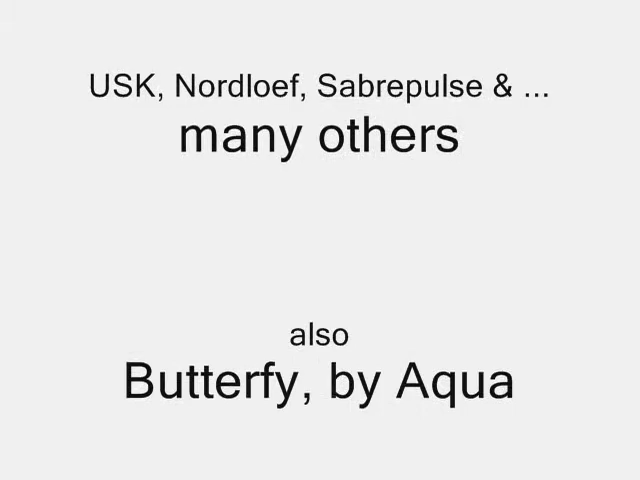 USK, Nordloef, Sabrepulse & ...
many others
also
Butterfy, by Aqua